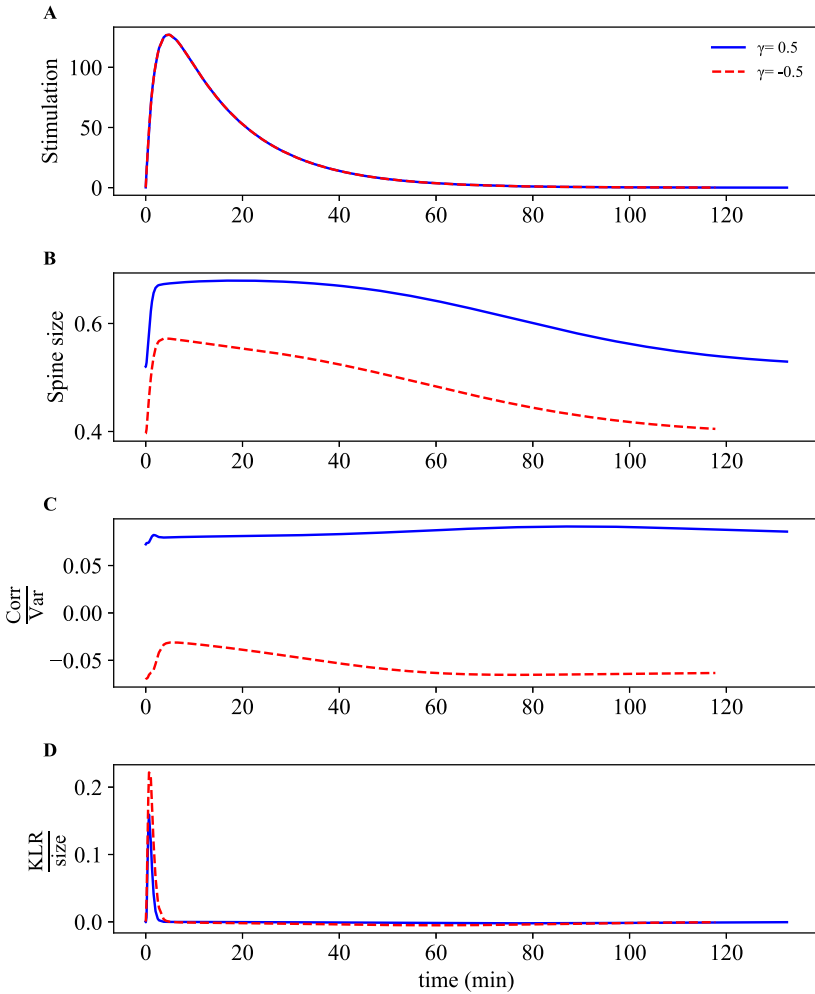 A
Stimulation
100
50
0
γ= 0.5
γ= -0.5
0 20 40 60 80 100 120
B
Spine size
0.6
0.4
0 20 40 60 80 100 120
C
Corr
Var
0.05
0.00
−0.05
0 20 40 60 80 100 120
D
KLR
size
0.2
0.1
0.0
0 20 40 60 80 100 120
time (min)